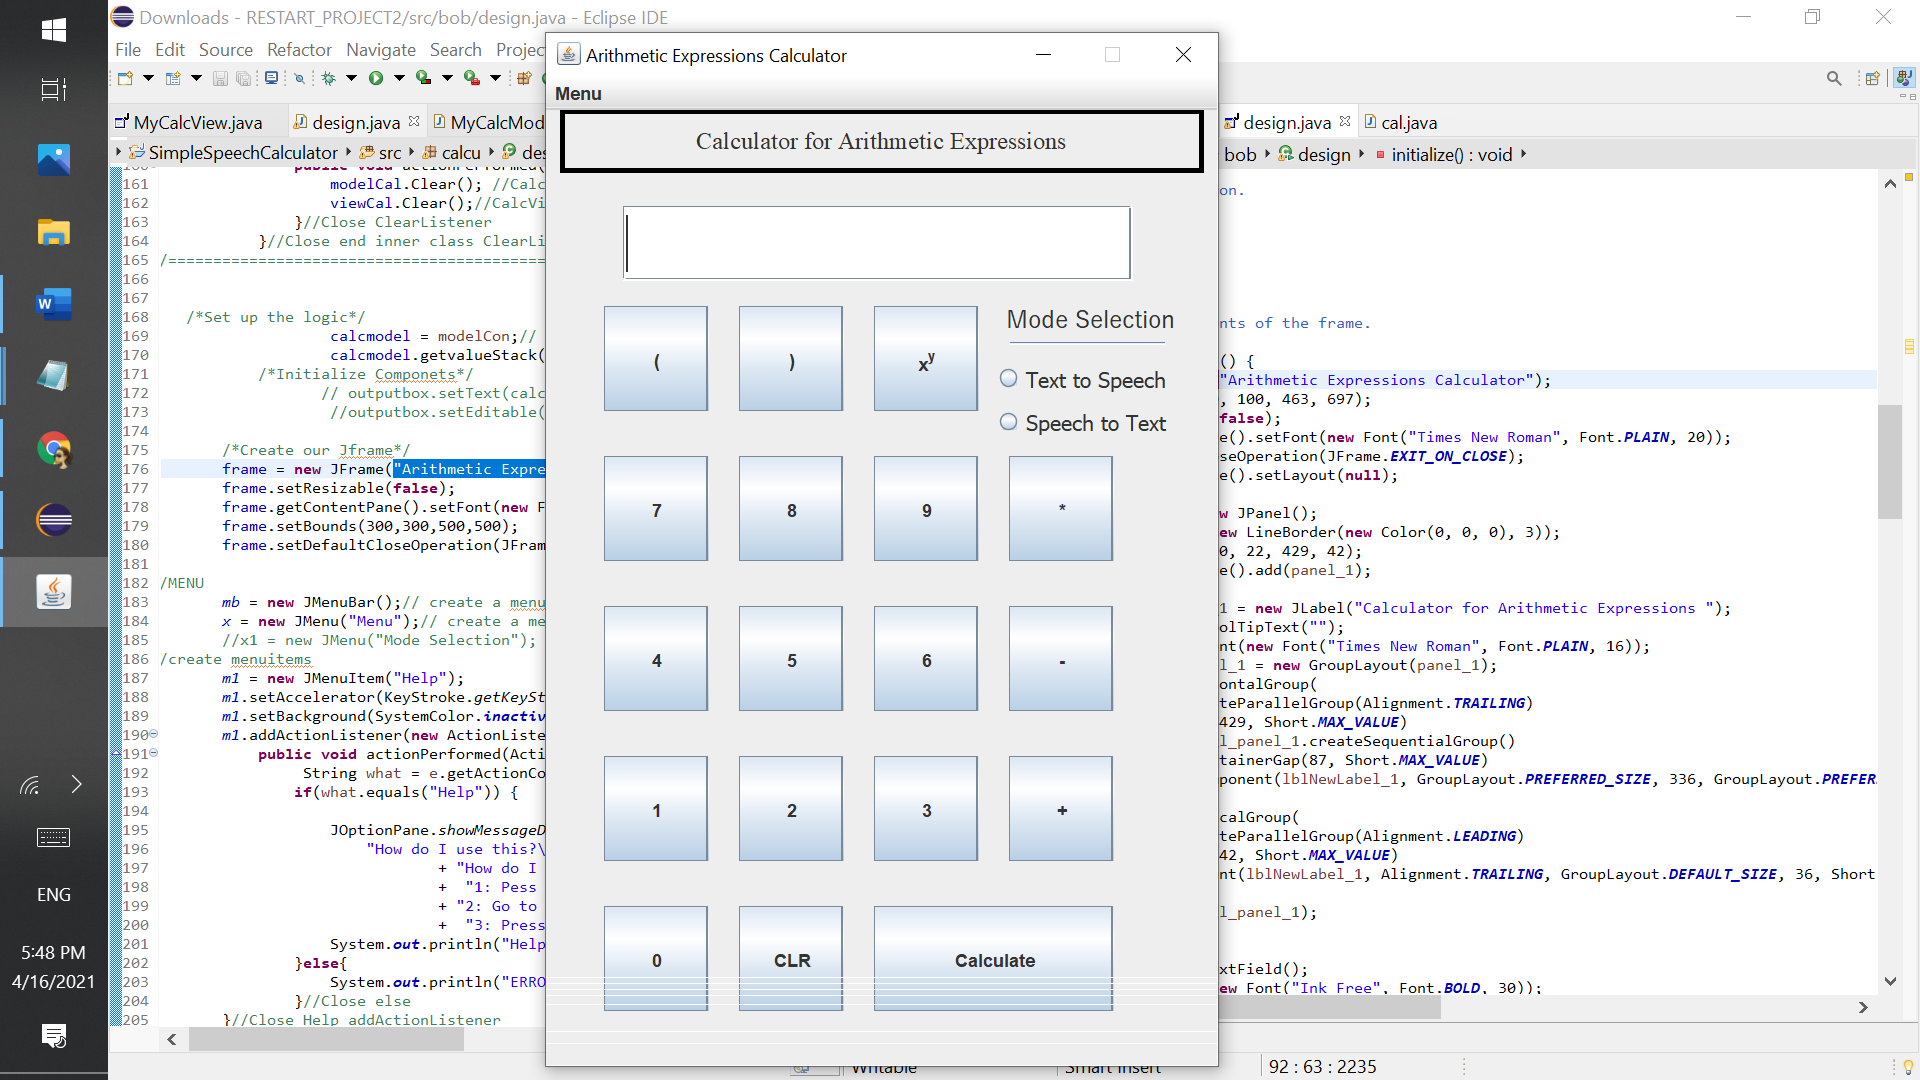 Downloads - RESTART_PROJECT2/src/bob/design.java - Eclipse IDE
File Edit Source Refactor Navigate Search Projec
MyCalcView.java
design.java
MyCalcMod
SimpleSpeechCalculator
src
calcu
des
161 modelCal.Clear(); //Calc
162 viewCal.Clear();//CalcVi
163 }//Close ClearListener
164 }//Close end inner class ClearLi
165 /==========================================
166
167
168 /*Set up the logic*/
169 calcmodel = modelCon;//
170 calcmodel.getvalueStack(
171 /*Initialize Componets*/
172 // outputbox.setText(calc
173 //outputbox.setEditable(
174
175 /*Create our Jframe*/
176 frame = new JFrame("Arithmetic Expre
177 frame.setResizable(false);
178 frame.getContentPane().setFont(new F
179 frame.setBounds(300,300,500,500);
180 frame.setDefaultCloseOperation(JFram
181
182 /MENU
183 mb = new JMenuBar();// create a menu
184 x = new JMenu("Menu");// create a me
185 //x1 = new JMenu("Mode Selection");
186 /create menuitems
187 m1 = new JMenuItem("Help");
188 m1.setAccelerator(KeyStroke.getKeySt
189 m1.setBackground(SystemColor.inactiv
190 m1.addActionListener(new ActionListe
191 public void actionPerformed(Acti
192 String what = e.getActionCo
193 if(what.equals("Help")) {
194
195 JOptionPane.showMessageD
196 "How do I use this?\
197 + "How do I
198 + "1: Pess
199 + "2: Go to
200 + "3: Press
201 System.out.println("Help
202 }else{
203 System.out.println("ERRO
204 }//Close else
205 }//Close Help addActionListener
Arithmetic Expressions Calculator
Menu
Calculator for Arithmetic Expressions
( ) xy
Mode Selection
Text to Speech
Speech to Text
7 8 9 *
4 5 6 -
1 2 3 +
0 CLR Calculate
design.java
cal.java
bob
design
initialize() : void
on.
nts of the frame.
() {
"Arithmetic Expressions Calculator");
, 100, 463, 697);
false);
e().setFont(new Font("Times New Roman", Font.PLAIN, 20));
seOperation(JFrame.EXIT_ON_CLOSE);
e().setLayout(null);
w JPanel();
new LineBorder(new Color(0, 0, 0), 3));
0, 22, 429, 42);
e().add(panel_1);
1 = new JLabel("Calculator for Arithmetic Expressions ");
olTipText("");
nt(new Font("Times New Roman", Font.PLAIN, 16));
l_1 = new GroupLayout(panel_1);
ontalGroup(
teParallelGroup(Alignment.TRAILING)
429, Short.MAX_VALUE)
l_panel_1.createSequentialGroup()
tainerGap(87, Short.MAX_VALUE)
ponent(lblNewLabel_1, GroupLayout.PREFERRED_SIZE, 336, GroupLayout.PREFER
calGroup(
teParallelGroup(Alignment.LEADING)
42, Short.MAX_VALUE)
nt(lblNewLabel_1, Alignment.TRAILING, GroupLayout.DEFAULT_SIZE, 36, Short
l_panel_1);
xtField();
ew Font("Ink Free", Font.BOLD, 30));
Writable
Smart Insert
92 : 63 : 2235
ENG
5:48 PM
4/16/2021